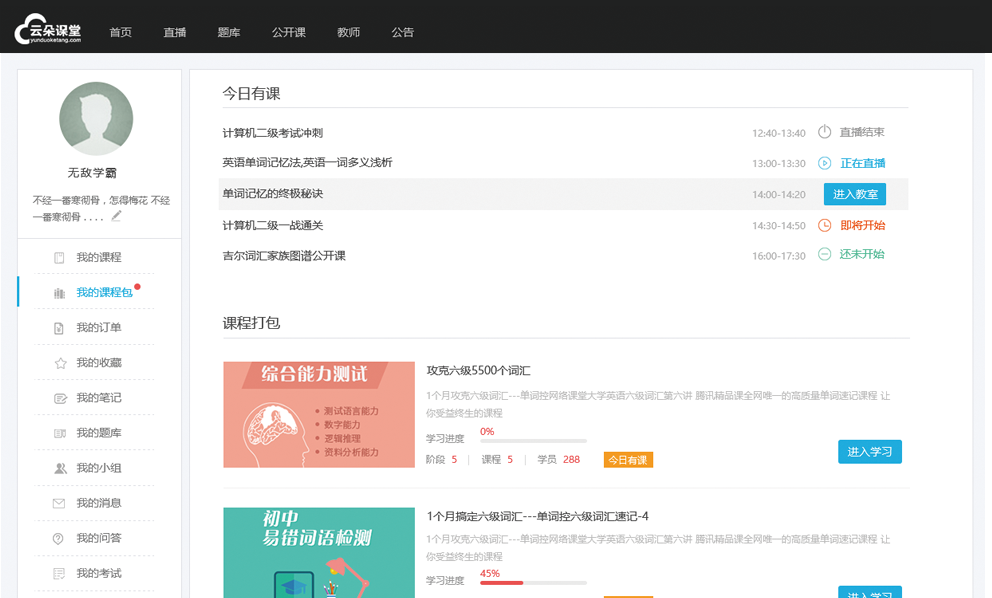 云朵课堂
yunduoketang.com
首页 直播 题库 公开课 教师 公告
无敌学霸
不经一番寒彻骨，怎得梅花 不经
一番寒彻骨 . . . .
我的课程
我的课程包
我的订单
我的收藏
我的笔记
我的题库
我的小组
我的消息
我的问答
我的考试
今日有课
计算机二级考试冲刺 12:40-13:40 直播结束
英语单词记忆法,英语一词多义浅析 13:00-13:30 正在直播
单词记忆的终极秘诀 14:00-14:20 进入教室
计算机二级一战通关 14:30-14:50 即将开始
吉尔词汇家族图谱公开课 16:00-17:30 还未开始
课程打包
综合能力测试
• 测试语言能力
• 数字能力
• 逻辑推理
• 资料分析能力
攻克六级5500个词汇
1个月攻克六级词汇---单词控网络课堂大学英语六级词汇第六讲 腾讯精品课全网唯一的高质量单词速记课程 让
你受益终生的课程
学习进度 0%
阶段 5 课程 5 学员 288 今日有课
进入学习
初中
易错词语检测
1个月搞定六级词汇---单词控六级词汇速记-4
1个月攻克六级词汇---单词控网络课堂大学英语六级词汇第六讲 腾讯精品课全网唯一的高质量单词速记课程 让
你受益终生的课程
学习进度 45%
进入学习